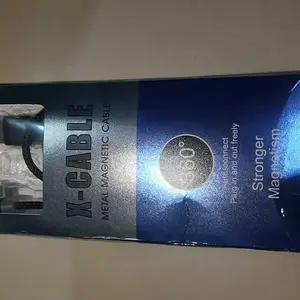 X-CABLE
METAL MAGNETIC CABLE
360°
Plug in and out freely
Stronger
Magnetism